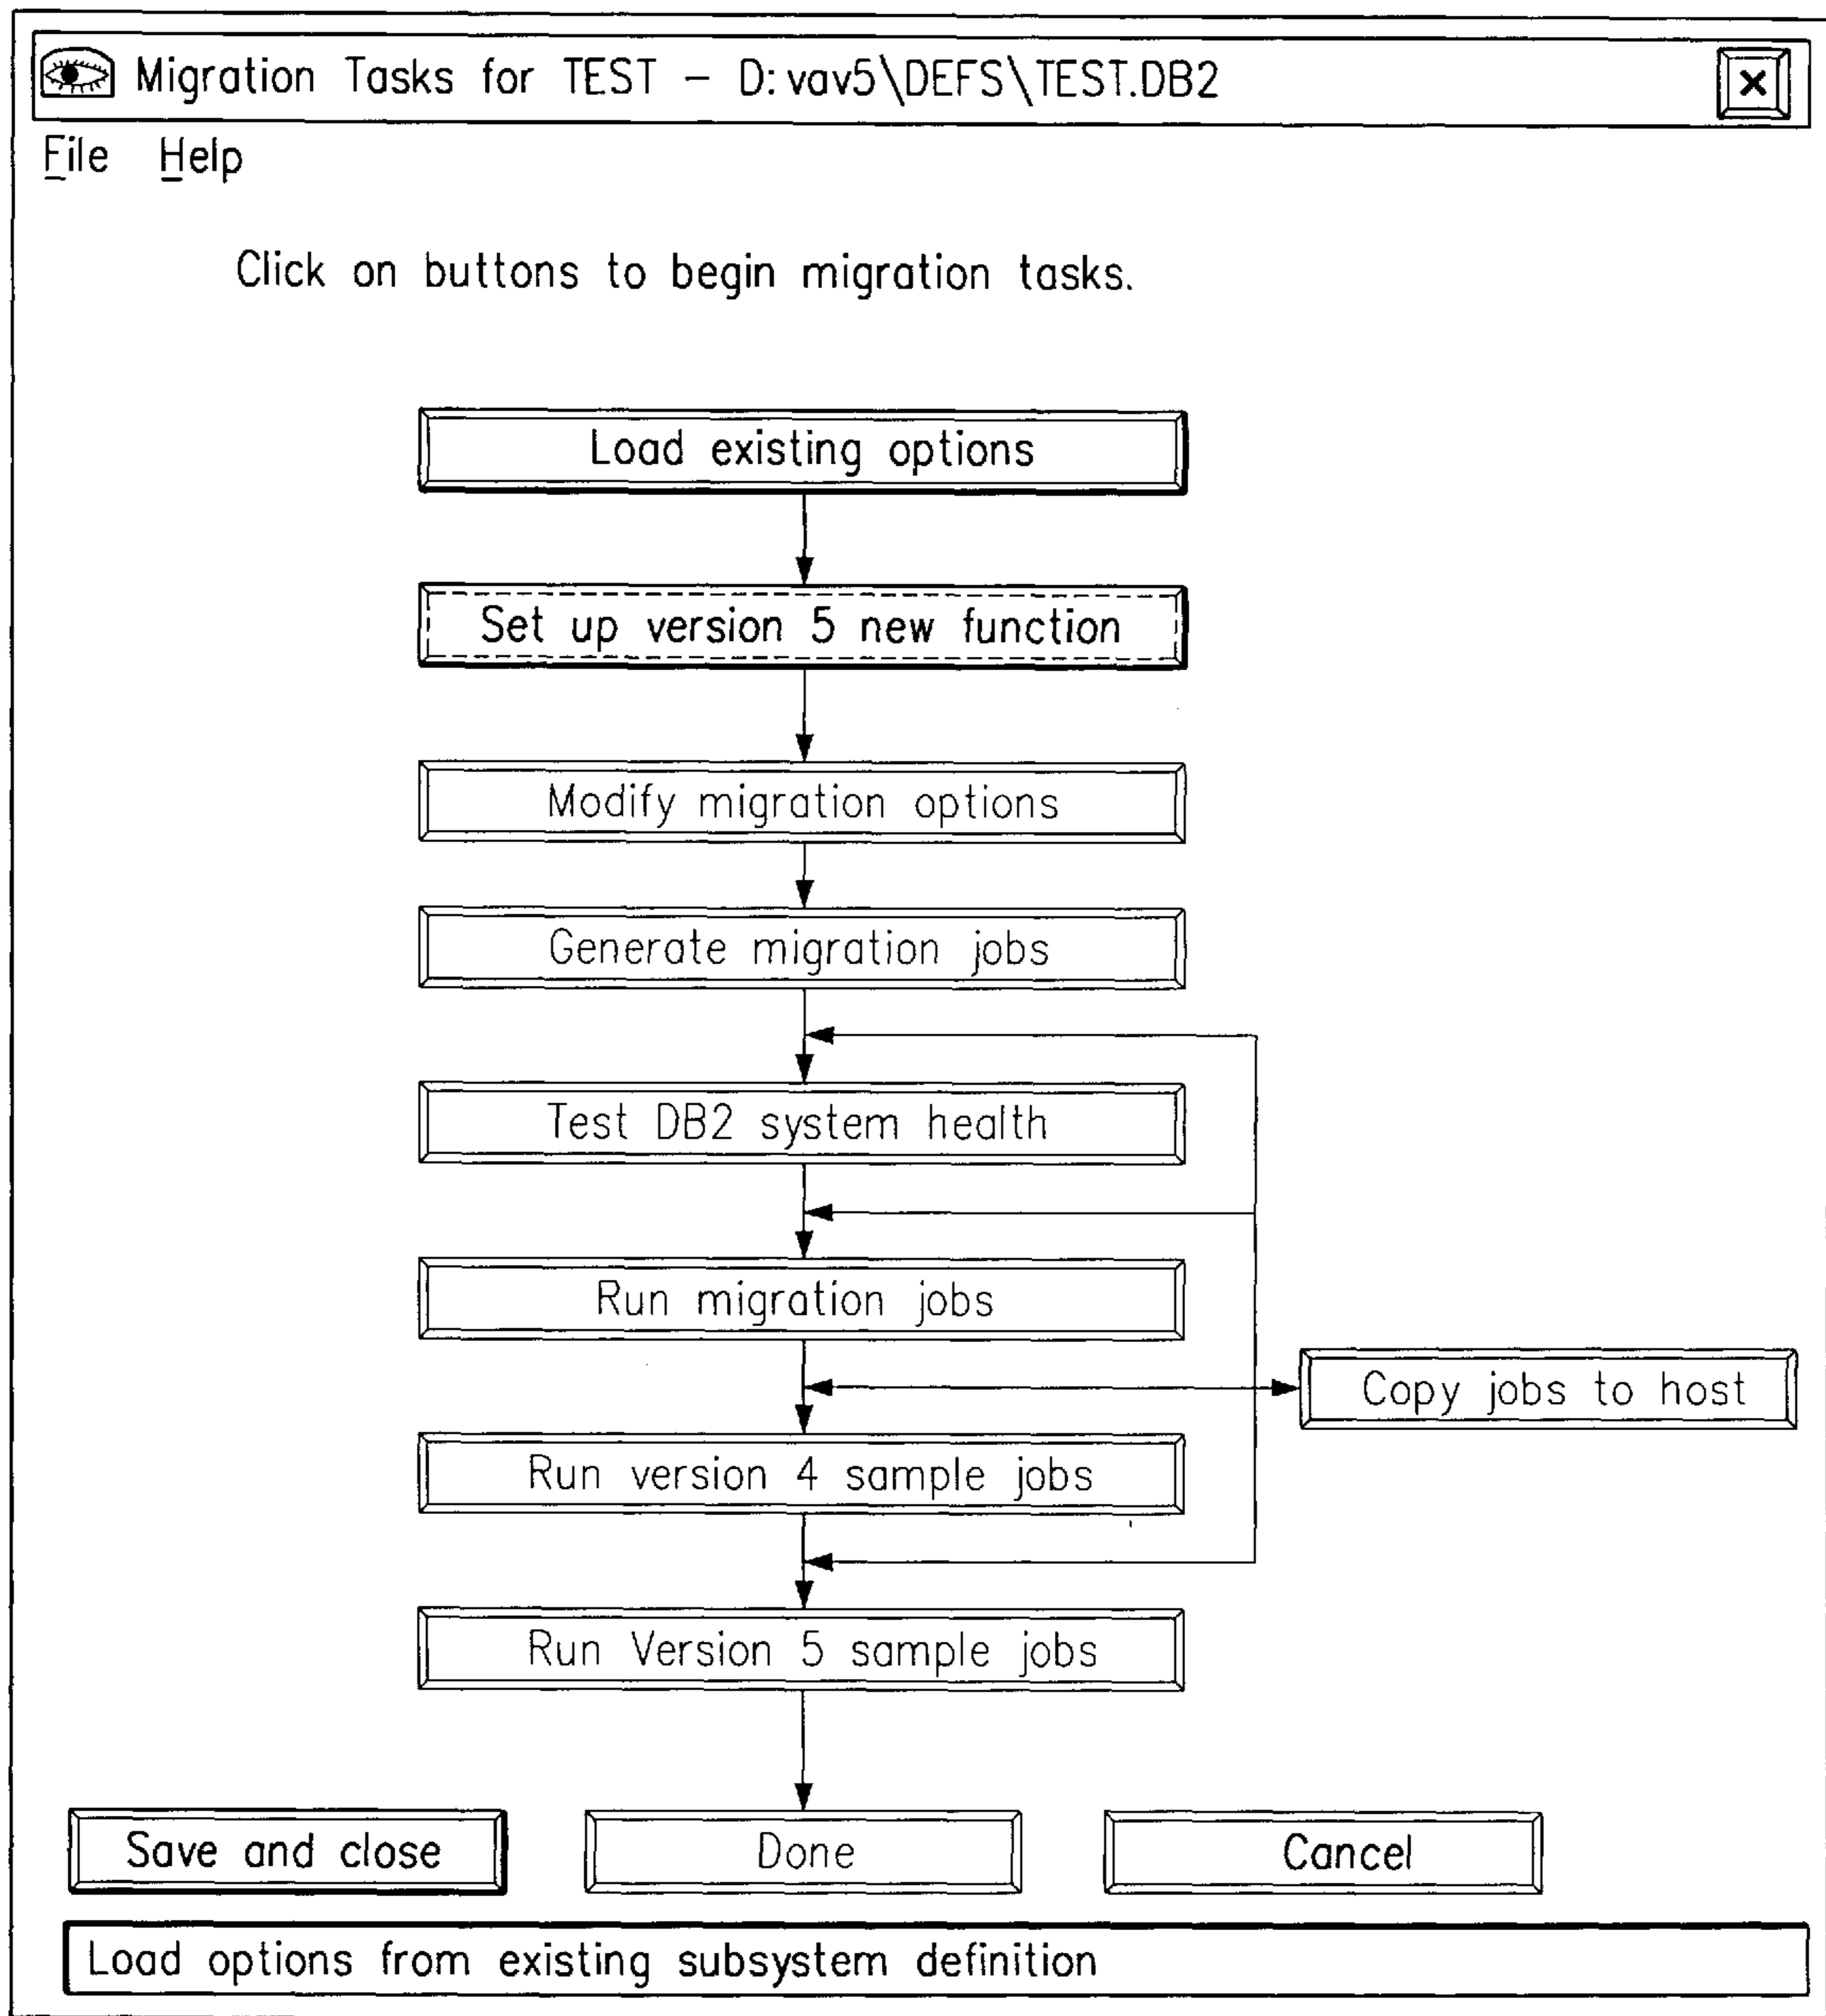 Migration Tasks for TEST - D:vav5\DEFS\TEST.DB2
File Help
Click on buttons to begin migration tasks.
Load existing options
Set up version 5 new function
Modify migration options
Generate migration jobs
Test DB2 system health
Run migration jobs
Copy jobs to host
Run version 4 sample jobs
Run Version 5 sample jobs
Save and close Done Cancel
Load options from existing subsystem definition